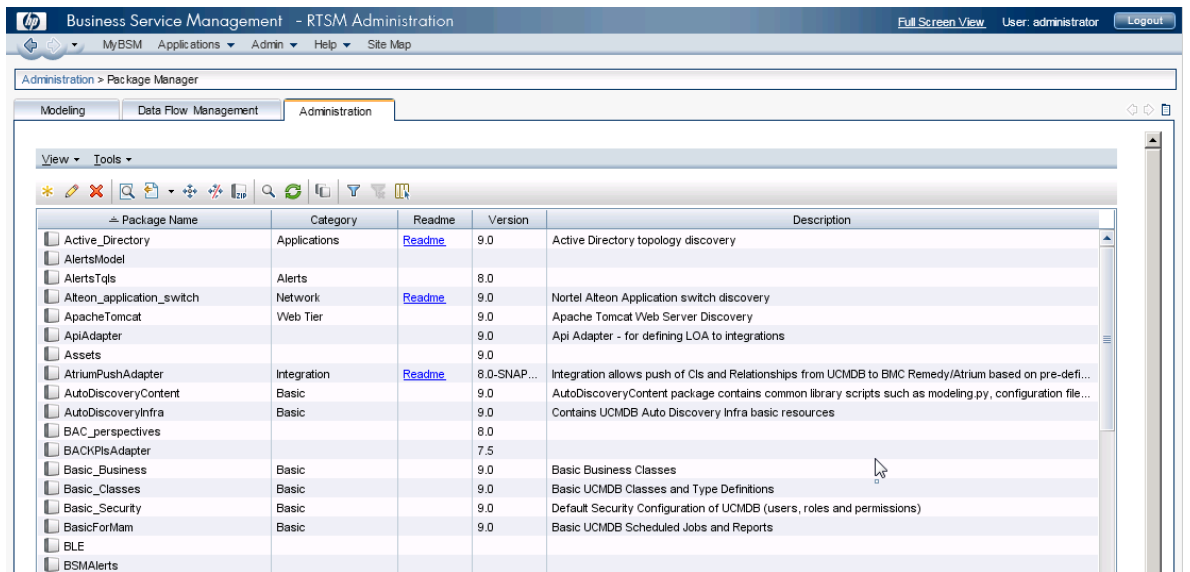 hp Business Service Management - RTSM Administration Full Screen View User: administrator Logout
MyBSM Applications Admin Help Site Map
Administration > Package Manager
Modeling Data Flow Management Administration
View Tools
ZIP
Package Name Category Readme Version Description
Active_Directory Applications Readme 9.0 Active Directory topology discovery
AlertsModel
AlertsTqls Alerts 8.0
Alteon_application_switch Network Readme 9.0 Nortel Alteon Application switch discovery
ApacheTomcat Web Tier 9.0 Apache Tomcat Web Server Discovery
ApiAdapter 9.0 Api Adapter - for defining LOA to integrations
Assets 9.0
AtriumPushAdapter Integration Readme 8.0-SNAP... Integration allows push of CIs and Relationships from UCMDB to BMC Remedy/Atrium based on pre-defi...
AutoDiscoveryContent Basic 9.0 AutoDiscoveryContent package contains common library scripts such as modeling.py, configuration file...
AutoDiscoveryInfra Basic 9.0 Contains UCMDB Auto Discovery Infra basic resources
BAC_perspectives 8.0
BACKPIsAdapter 7.5
Basic_Business Basic 9.0 Basic Business Classes
Basic_Classes Basic 9.0 Basic UCMDB Classes and Type Definitions
Basic_Security Basic 9.0 Default Security Configuration of UCMDB (users, roles and permissions)
BasicForMam Basic 9.0 Basic UCMDB Scheduled Jobs and Reports
BLE
BSMAlerts